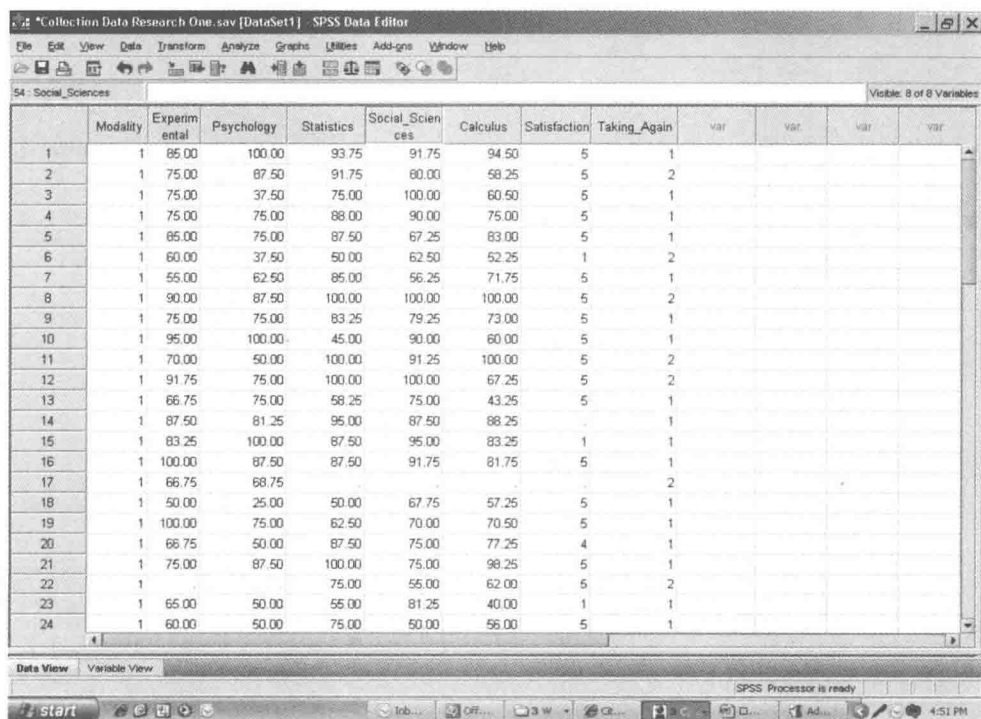 *Collection Data Research One.sav [DataSet1] - SPSS Data Editor
File Edit View Data Transform Analyze Graphs Utilities Add-ons Window Help
54 : Social_Sciences Visible: 8 of 8 Variables
Modality Experim ental Psychology Statistics Social_Scien ces Calculus Satisfaction Taking_Again var var var var
1 1 85.00 100.00 93.75 91.75 94.50 5 1
2 1 75.00 87.50 91.75 80.00 58.25 5 2
3 1 75.00 37.50 75.00 100.00 60.50 5 1
4 1 75.00 75.00 88.00 90.00 75.00 5 1
5 1 85.00 75.00 87.50 67.25 83.00 5 1
6 1 60.00 37.50 50.00 62.50 52.25 1 2
7 1 55.00 62.50 85.00 56.25 71.75 5 1
8 1 90.00 87.50 100.00 100.00 100.00 5 2
9 1 75.00 75.00 83.25 79.25 73.00 5 1
10 1 95.00 100.00 45.00 90.00 60.00 5 1
11 1 70.00 50.00 100.00 91.25 100.00 5 2
12 1 91.75 75.00 100.00 100.00 67.25 5 2
13 1 66.75 75.00 58.25 75.00 43.25 5 1
14 1 87.50 81.25 95.00 87.50 88.25 . 1
15 1 83.25 100.00 87.50 95.00 83.25 1 1
16 1 100.00 87.50 87.50 91.75 81.75 5 1
17 1 66.75 68.75 . . . . 2
18 1 50.00 25.00 50.00 67.75 57.25 5 1
19 1 100.00 75.00 62.50 70.00 70.50 5 1
20 1 66.75 50.00 87.50 75.00 77.25 4 1
21 1 75.00 87.50 100.00 75.00 98.25 5 1
22 1 . . 75.00 55.00 62.00 5 2
23 1 65.00 50.00 55.00 81.25 40.00 1 1
24 1 60.00 50.00 75.00 50.00 56.00 5 1
Data View Variable View
SPSS Processor is ready
start Inb... Off... 3 W Ad... 4:51 PM